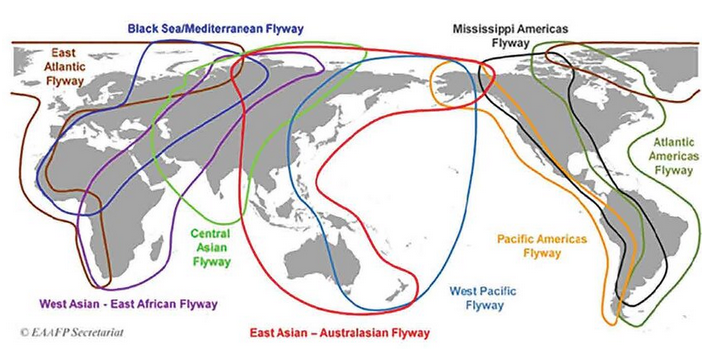 Black Sea/Mediterranean Flyway
Mississippi Americas
Flyway
East
Atlantic
Flyway
Atlantic
Americas
Flyway
Central
Asian
Flyway
Pacific Americas
Flyway
West Asian - East African Flyway
West Pacific
Flyway
East Asian – Australasian Flyway
© EAAFP Secretariat